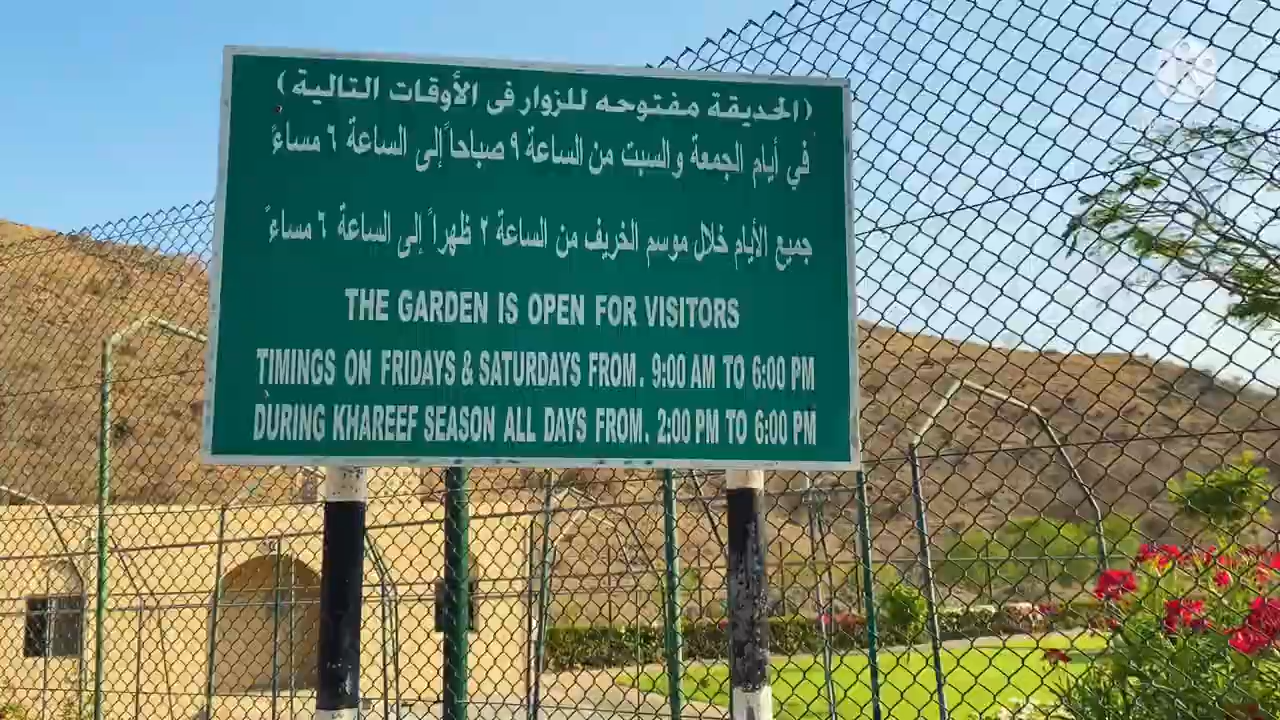 (الحديقة مفتوحه للزوار فى الأوقات التالية)
في أيام الجمعة والسبت من الساعة ٩ صباحاً إلى الساعة ٦ مساءً
جميع الأيام خلال موسم الخريف من الساعة ٢ ظهراً إلى الساعة ٦ مساءً
THE GARDEN IS OPEN FOR VISITORS
TIMINGS ON FRIDAYS & SATURDAYS FROM. 9:00 AM TO 6:00 PM
DURING KHAREEF SEASON ALL DAYS FROM. 2:00 PM TO 6:00 PM